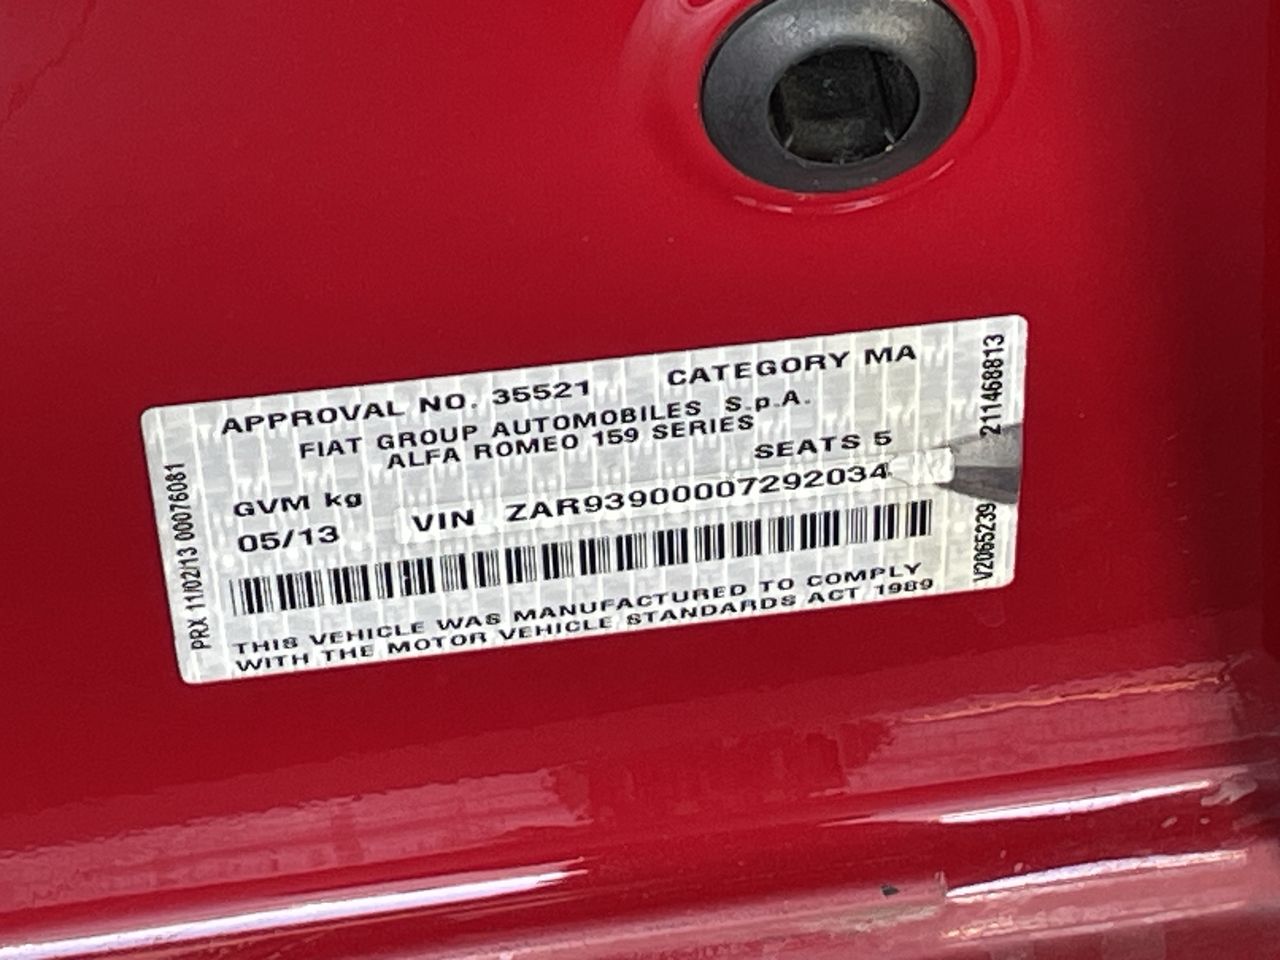 APPROVAL NO. 35521 CATEGORY MA
FIAT GROUP AUTOMOBILES S.p.A.
ALFA ROMEO 159 SERIES
SEATS 5
GVM kg
05/13
VIN ZAR93900007292034
THIS VEHICLE WAS MANUFACTURED TO COMPLY
WITH THE MOTOR VEHICLE STANDARDS ACT 1989
PRX 11/02/13 00076081
211468813
V2065239